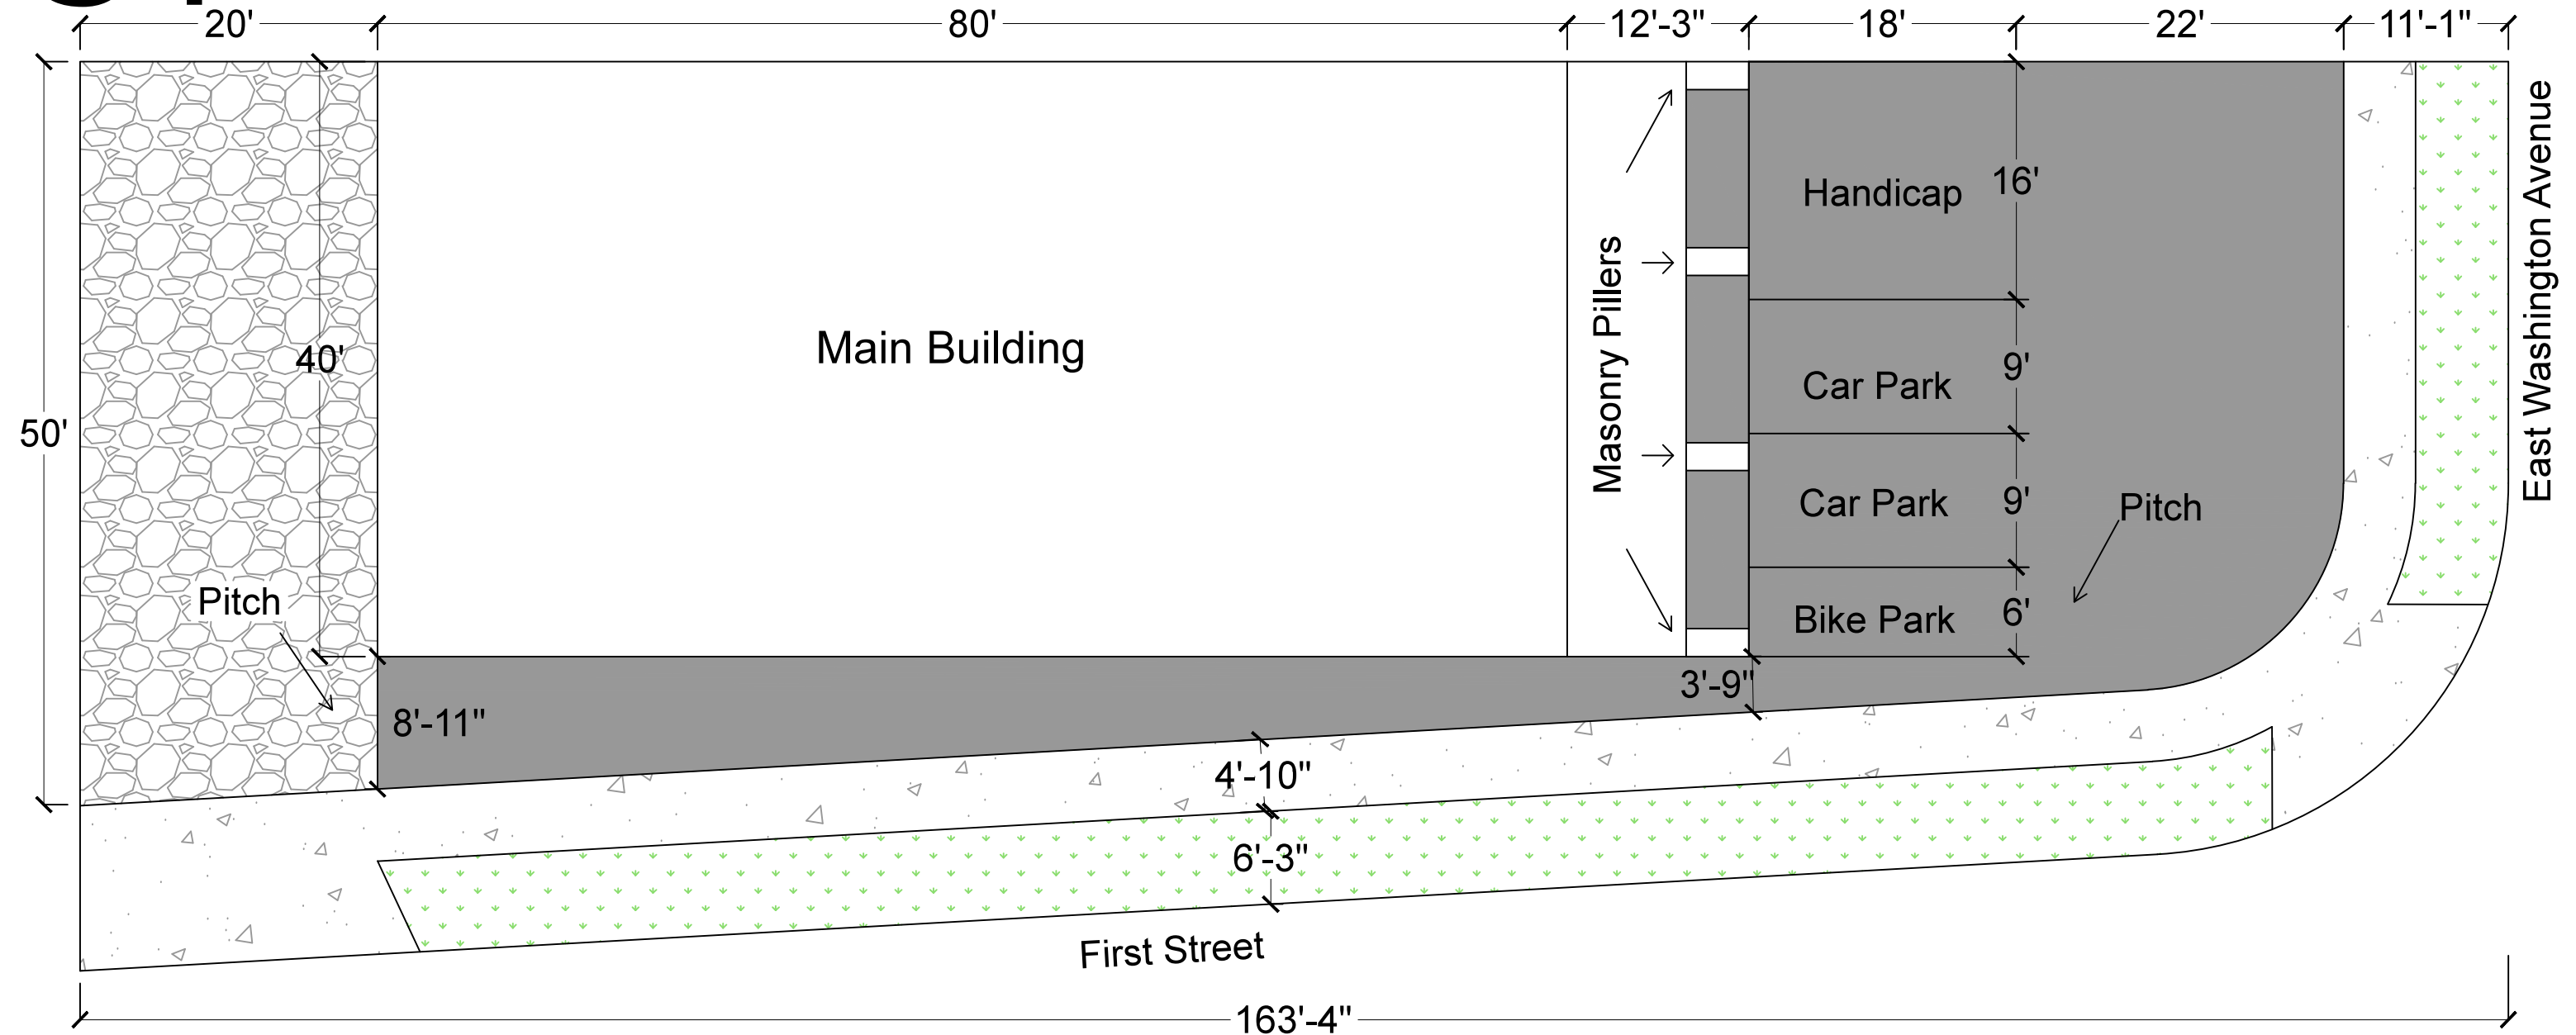 20'
80'
12'-3"
18'
22'
11'-1"
50'
40'
Main Building
Masonry Pillers
Handicap
16'
Car Park
9'
Car Park
9'
Bike Park
6'
Pitch
Pitch
East Washington Avenue
8'-11"
3'-9"
4'-10"
6'-3"
First Street
163'-4"